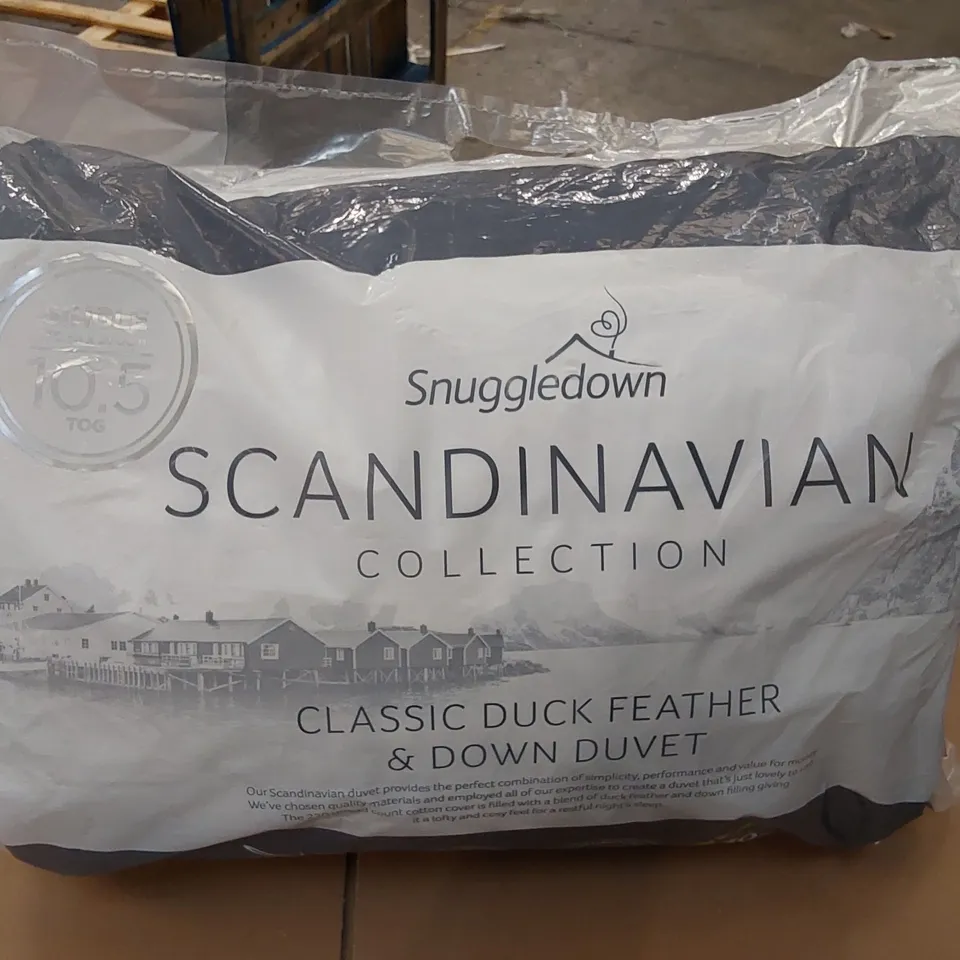 10.5
TOG
Snuggledown
SCANDINAVIAN
COLLECTION
CLASSIC DUCK FEATHER
& DOWN DUVET
Our Scandinavian duvet provides the perfect combination of simplicity, performance and value for
We've chosen quality materials and employed all of our expertise to create a duvet that's just lovely to
The count cotton cover is filled with a blend of duck feather and down filling giving
it a lofty and cosy feel for a restful night's sleep.